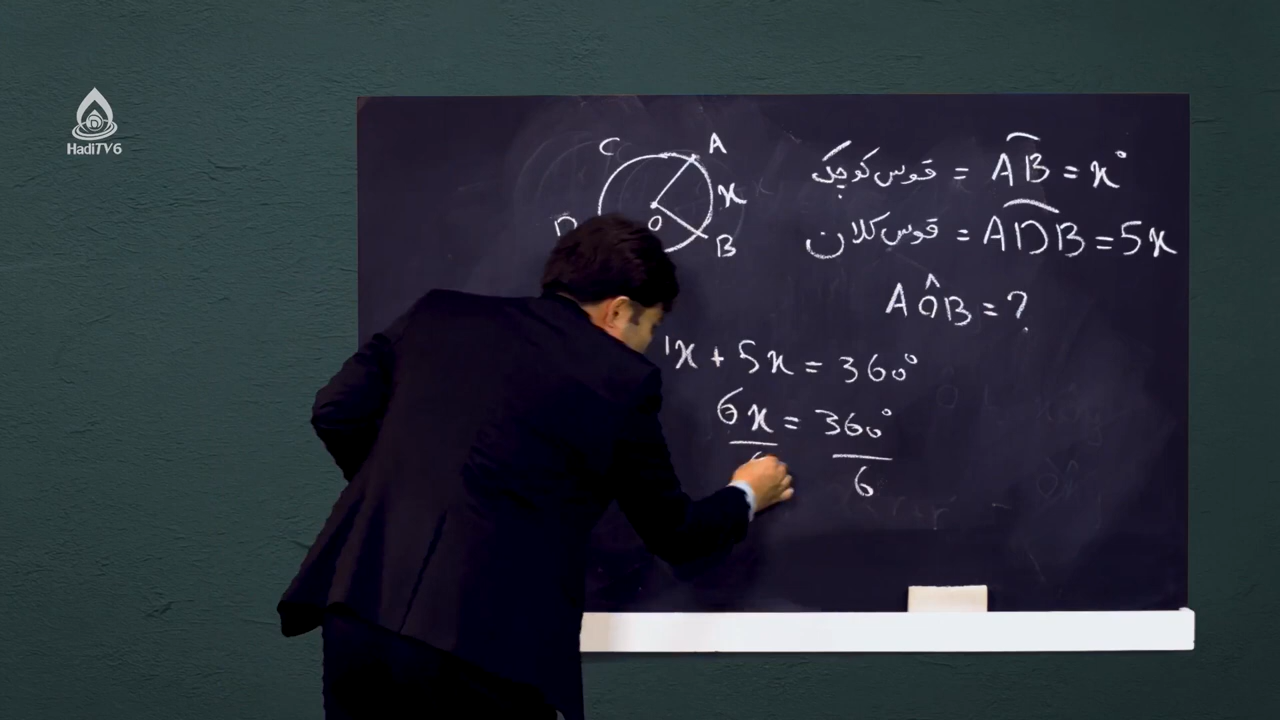 HadiTV6
C A
x
D O B
قوس کوچک = AB = x°
قوس کلان = ADB = 5x
AÔB = ?
1x + 5x = 360°
6x = 360°
6